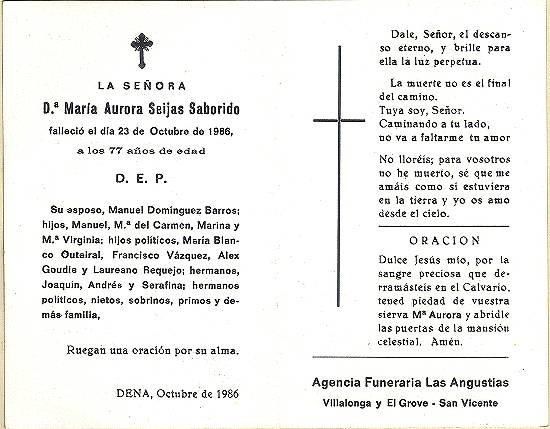 LA SEÑORA
D.ª María Aurora Seijas Saborido
falleció el día 23 de Octubre de 1986,
a los 77 años de edad
D. E. P.
Su esposo, Manuel Domínguez Barros;
hijos, Manuel, M.ª del Carmen, Marina y
M.ª Virginia; hijos políticos, María Blan-
co Outeiral, Francisco Vázquez, Alex
Goudie y Laureano Requejo; hermanos,
Joaquín, Andrés y Serafina; hermanos
políticos, nietos, sobrinos, primos y de-
más familia,
Ruegan una oración por su alma.
DENA, Octubre de 1986
Dale, Señor, el descan-
so eterno, y brille para
ella la luz perpetua.
La muerte no es el final
del camino.
Tuya soy, Señor.
Caminando a tu lado,
no va a faltarme tu amor
No lloréis; para vosotros
no he muerto, sé que me
amáis como si estuviera
en la tierra y yo os amo
desde el cielo.
ORACION
Dulce Jesús mío, por la
sangre preciosa que de-
rramásteis en el Calvario,
tened piedad de vuestra
sierva Mª Aurora y abridle
las puertas de la mansión
celestial. Amén.
Agencia Funeraria Las Angustias
Villalonga y El Grove - San Vicente